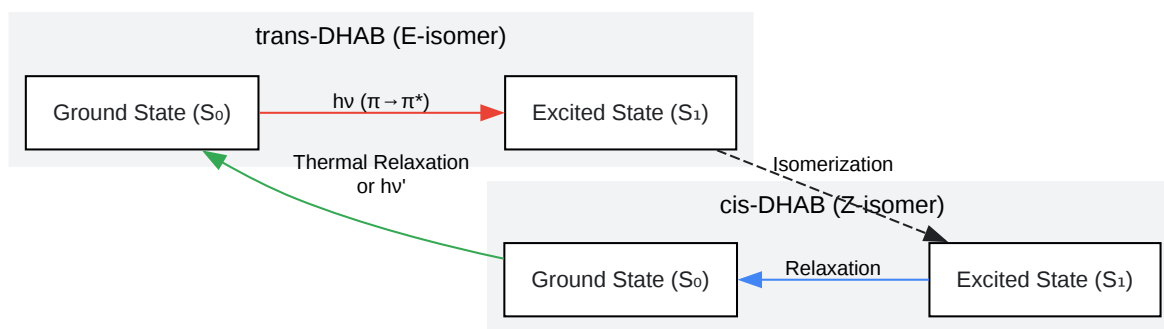 trans-DHAB (E-isomer)
Ground State (S₀)
hν (π→π*)
Excited State (S₁)
Thermal Relaxation
or hν'
Isomerization
cis-DHAB (Z-isomer)
Ground State (S₀)
Relaxation
Excited State (S₁)